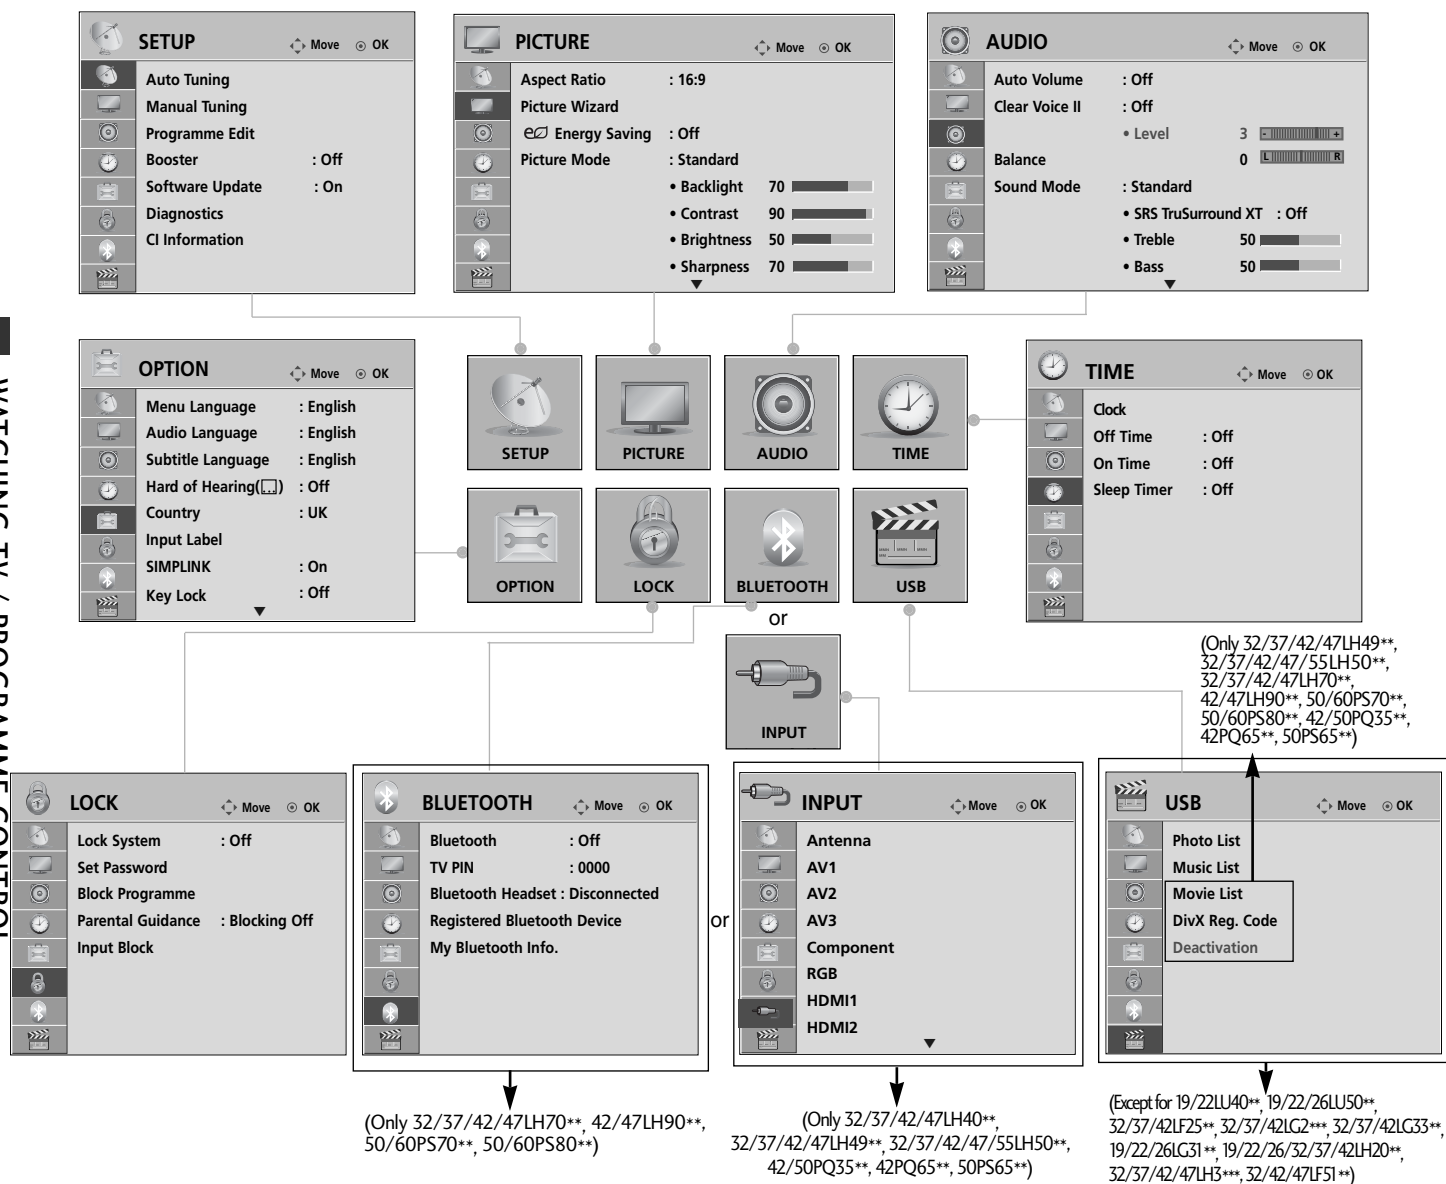 SETUP
Move OK
Auto Tuning
Manual Tuning
Programme Edit
Booster : Off
Software Update : On
Diagnostics
CI Information
PICTURE
Move OK
Aspect Ratio : 16:9
Picture Wizard
Energy Saving : Off
Picture Mode : Standard
• Backlight 70
• Contrast 90
• Brightness 50
• Sharpness 70
AUDIO
Move OK
Auto Volume : Off
Clear Voice II : Off
• Level 3 - +
Balance 0 L R
Sound Mode : Standard
• SRS TruSurround XT : Off
• Treble 50
• Bass 50
OPTION
Move OK
Menu Language : English
Audio Language : English
Subtitle Language : English
Hard of Hearing( ) : Off
Country : UK
Input Label
SIMPLINK : On
Key Lock : Off
SETUP
PICTURE
AUDIO
TIME
OPTION
LOCK
BLUETOOTH
USB
or
INPUT
TIME
Move OK
Clock
Off Time : Off
On Time : Off
Sleep Timer : Off
(Only 32/37/42/47LH49**,
32/37/42/47/55LH50**,
32/37/42/47LH70**,
42/47LH90**, 50/60PS70**,
50/60PS80**, 42/50PQ35**,
42PQ65**, 50PS65**)
WATCHING TV / PROGRAMME CONTROL
LOCK
Move OK
Lock System : Off
Set Password
Block Programme
Parental Guidance : Blocking Off
Input Block
BLUETOOTH
Move OK
Bluetooth : Off
TV PIN : 0000
Bluetooth Headset : Disconnected
Registered Bluetooth Device
My Bluetooth Info.
or
INPUT
Move OK
Antenna
AV1
AV2
AV3
Component
RGB
HDMI1
HDMI2
USB
Move OK
Photo List
Music List
Movie List
DivX Reg. Code
Deactivation
(Only 32/37/42/47LH70**, 42/47LH90**,
50/60PS70**, 50/60PS80**)
(Only 32/37/42/47LH40**,
32/37/42/47LH49**, 32/37/42/47/55LH50**,
42/50PQ35**, 42PQ65**, 50PS65**)
(Except for 19/22LU40**, 19/22/26LU50**,
32/37/42LF25**, 32/37/42LG2***, 32/37/42LG33**,
19/22/26LG31**, 19/22/26/32/37/42LH20**,
32/37/42/47LH3***, 32/42/47LF51**)